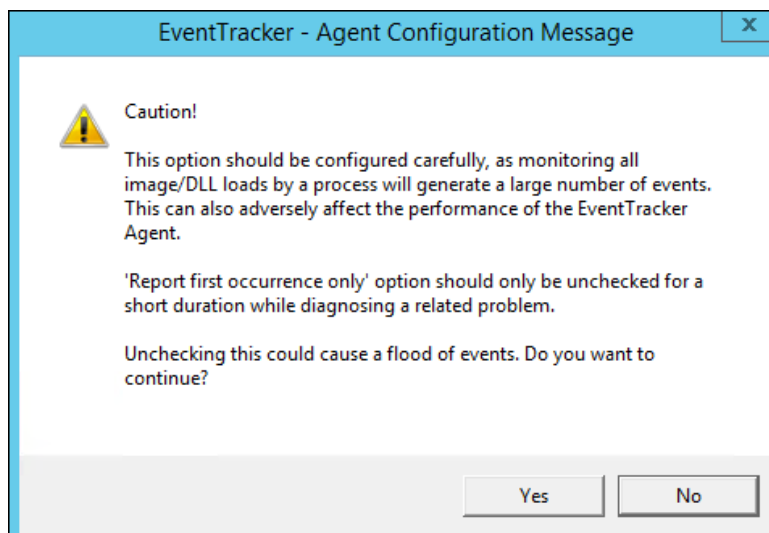 EventTracker - Agent Configuration Message
x
Caution!
This option should be configured carefully, as monitoring all
image/DLL loads by a process will generate a large number of events.
This can also adversely affect the performance of the EventTracker
Agent.
'Report first occurrence only' option should only be unchecked for a
short duration while diagnosing a related problem.
Unchecking this could cause a flood of events. Do you want to
continue?
Yes
No